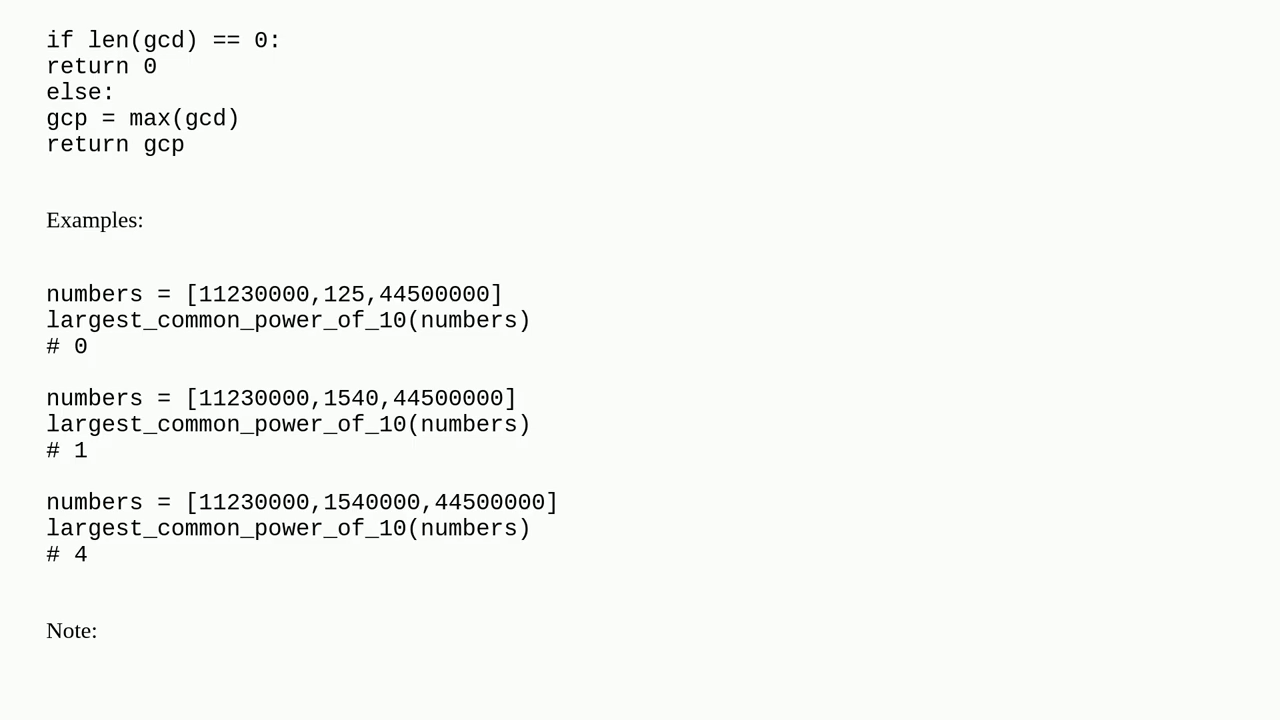 if len(gcd) == 0:
return 0
else:
gcp = max(gcd)
return gcp
Examples:
numbers = [11230000,125,44500000]
largest_common_power_of_10(numbers)
# 0
numbers = [11230000,1540,44500000]
largest_common_power_of_10(numbers)
# 1
numbers = [11230000,1540000,44500000]
largest_common_power_of_10(numbers)
# 4
Note: